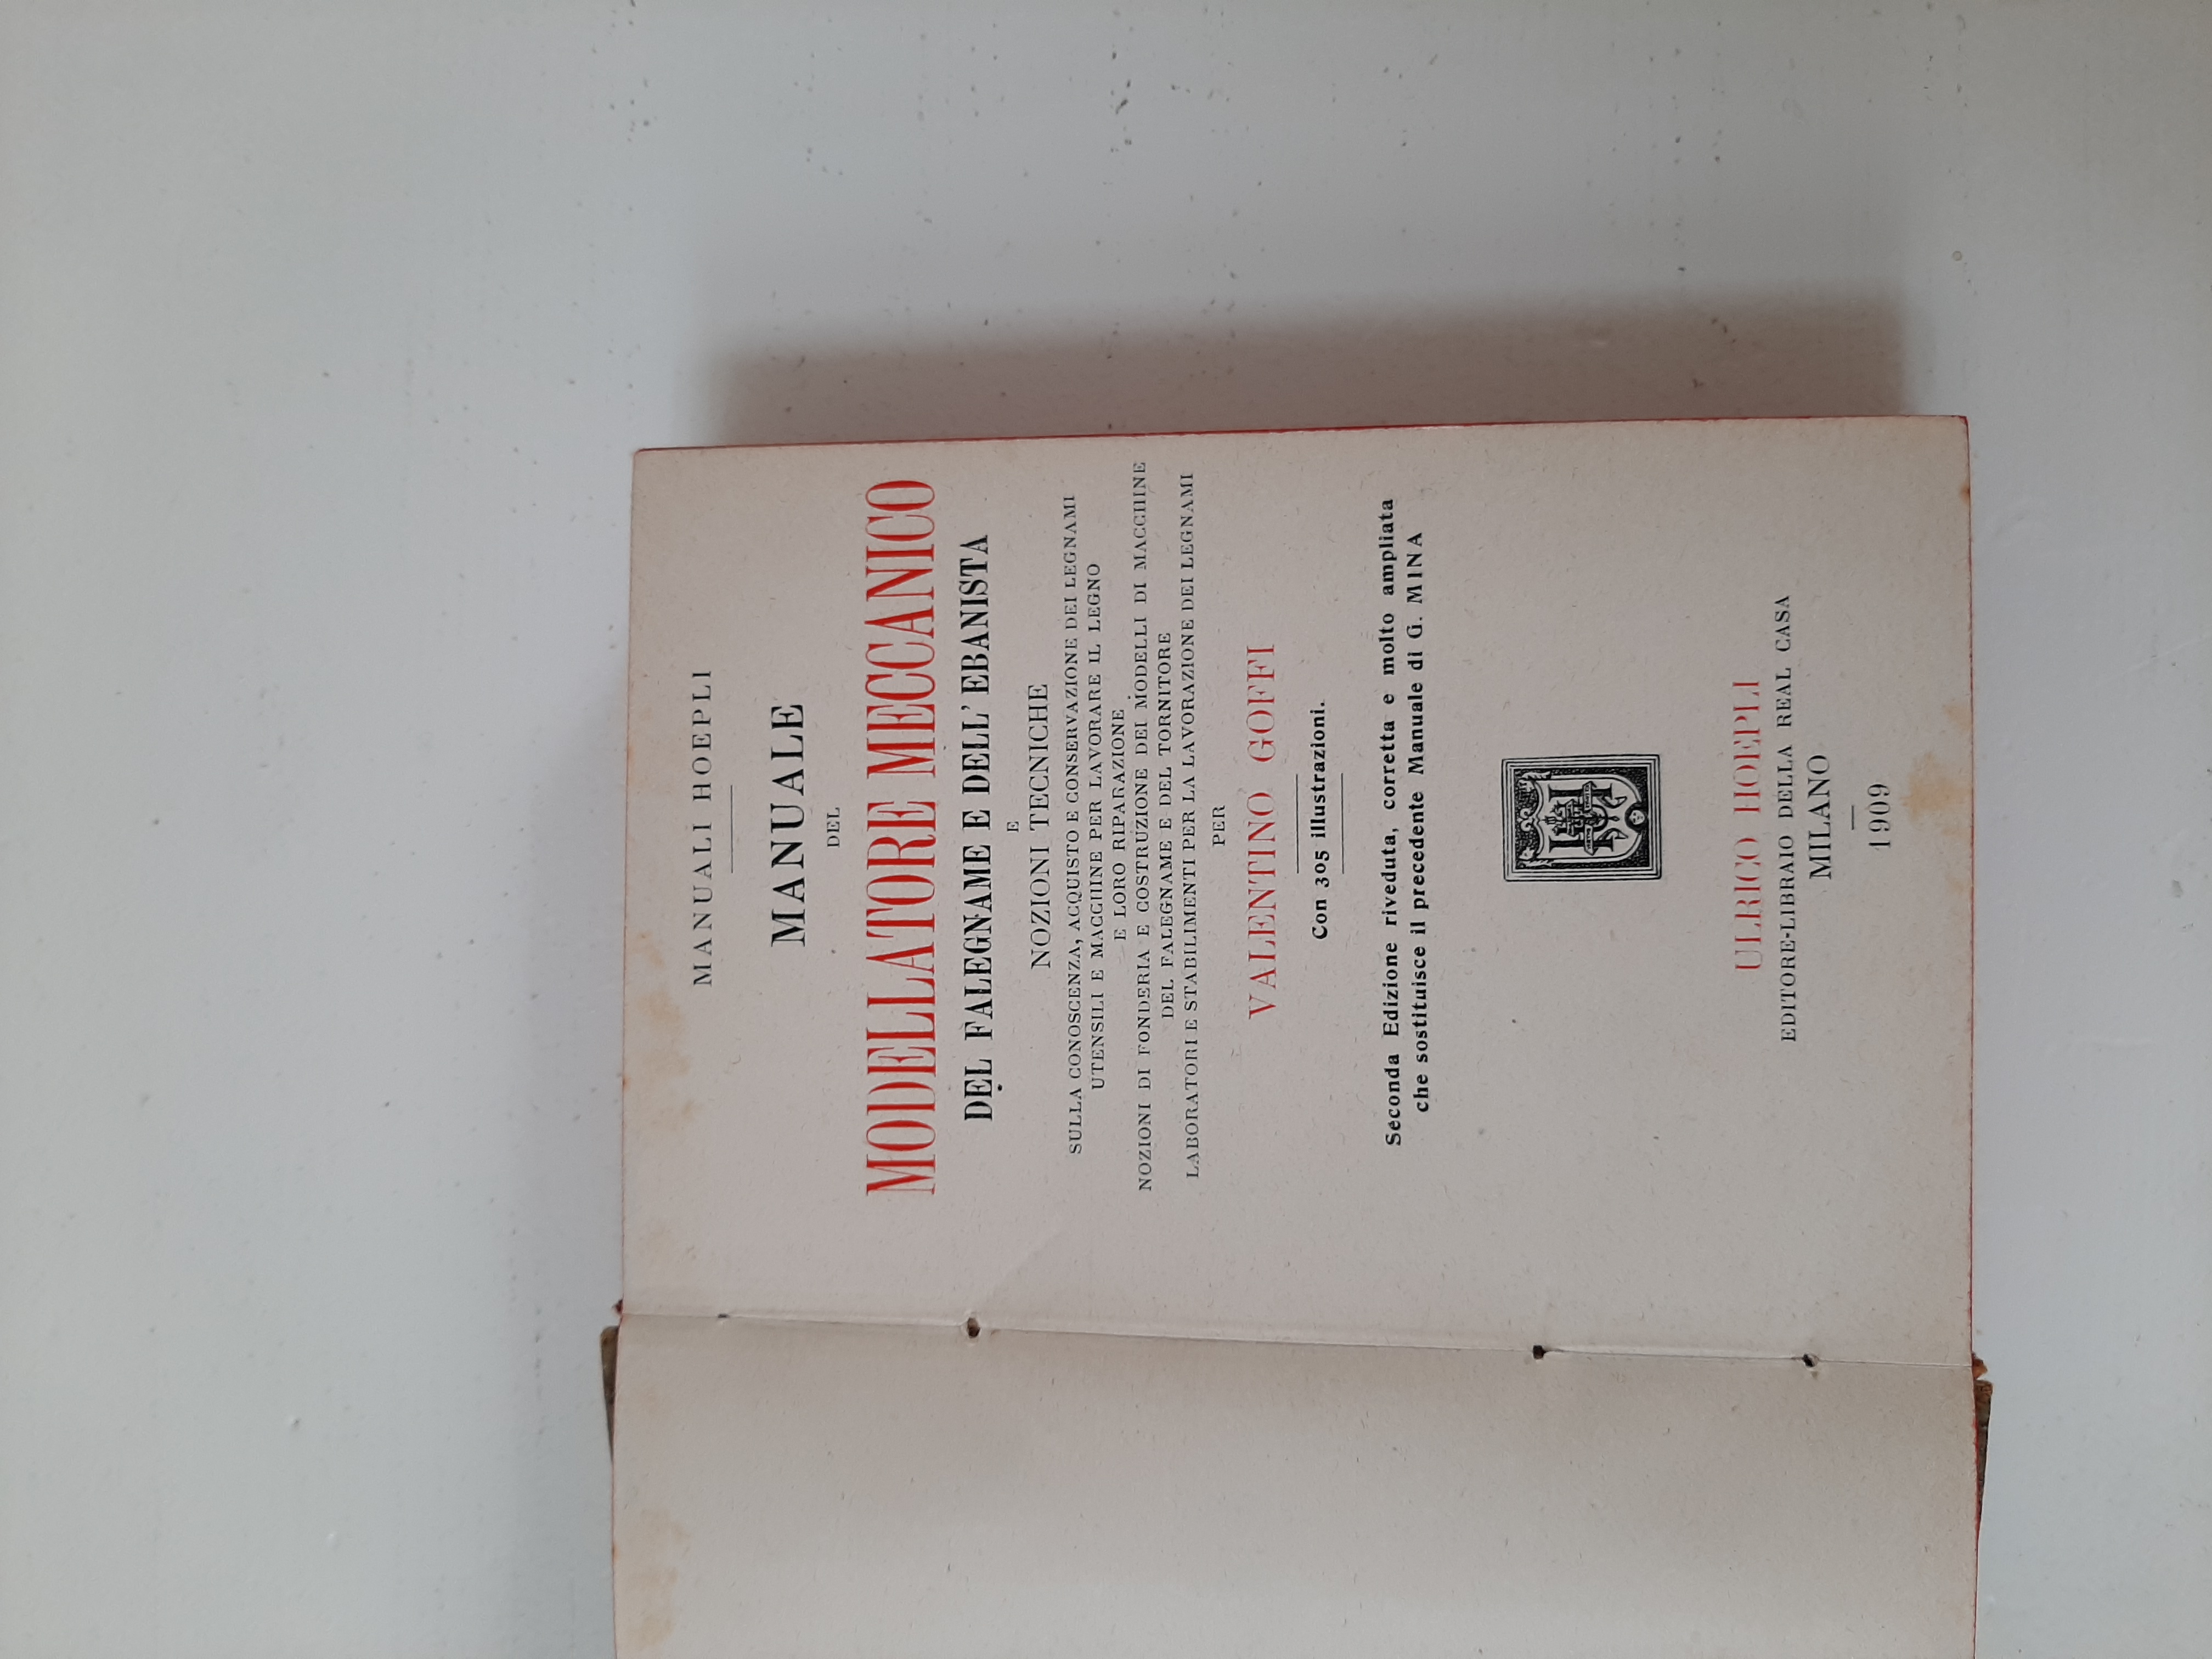 MANUALI HOEPLI
MANUALE
DEL
MODELLATORE MECCANICO
DEL FALEGNAME E DELL' EBANISTA
E
NOZIONI TECNICHE
SULLA CONOSCENZA, ACQUISTO E CONSERVAZIONE DEI LEGNAMI
UTENSILI E MACCHINE PER LAVORARE IL LEGNO
E LORO RIPARAZIONE
NOZIONI DI FONDERIA E COSTRUZIONE DEI MODELLI DI MACCHINE
DEL FALEGNAME E DEL TORNITORE
LABORATORI E STABILIMENTI PER LA LAVORAZIONE DEI LEGNAMI
PER
VALENTINO GOFFI
Con 305 illustrazioni.
Seconda Edizione riveduta, corretta e molto ampliata
che sostituisce il precedente Manuale di G. MINA
ULRICO HOEPLI
EDITORE-LIBRAIO DELLA REAL CASA
MILANO
1909